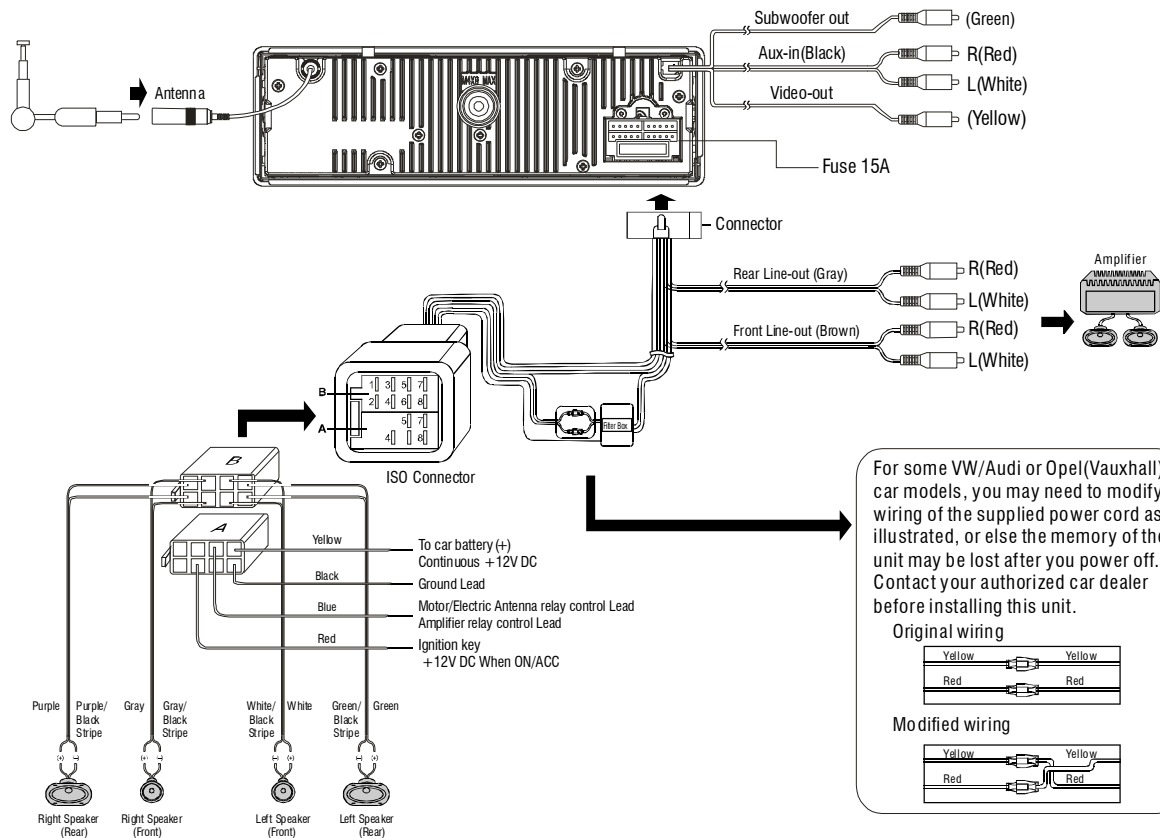 Subwoofer out
(Green)
Aux-in(Black)
R(Red)
L(White)
Video-out
(Yellow)
Antenna
Fuse 15A
Connector
Rear Line-out (Gray)
R(Red)
L(White)
Front Line-out (Brown)
R(Red)
L(White)
Amplifier
B
1 3 5 7
2 4 6 8
A
5 7
4 8
Filter Box
ISO Connector
B
A
Yellow
To car battery (+)
Continuous +12V DC
Black
Ground Lead
Blue
Motor/Electric Antenna relay control Lead
Amplifier relay control Lead
Red
Ignition key
+12V DC When ON/ACC
Purple
Purple/
Black
Stripe
Gray
Gray/
Black
Stripe
White/
Black
Stripe
White
Green/
Black
Stripe
Green
(+) (−)
(+) (−)
(−) (+)
(−) (+)
Right Speaker
(Rear)
Right Speaker
(Front)
Left Speaker
(Front)
Left Speaker
(Rear)
For some VW/Audi or Opel(Vauxhall)
car models, you may need to modify
wiring of the supplied power cord as
illustrated, or else the memory of the
unit may be lost after you power off.
Contact your authorized car dealer
before installing this unit.
Original wiring
Yellow Yellow
Red Red
Modified wiring
Yellow Yellow
Red Red